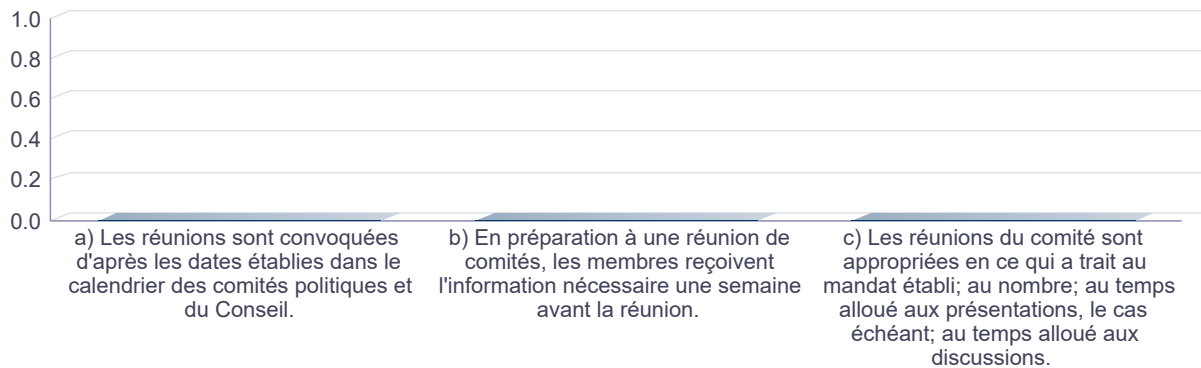 1.0
0.8
0.6
0.4
0.2
0.0
a) Les réunions sont convoquées
d'après les dates établies dans le
calendrier des comités politiques et
du Conseil.
b) En préparation à une réunion de
comités, les membres reçoivent
l'information nécessaire une semaine
avant la réunion.
c) Les réunions du comité sont
appropriées en ce qui a trait au
mandat établi; au nombre; au temps
alloué aux présentations, le cas
échéant; au temps alloué aux
discussions.